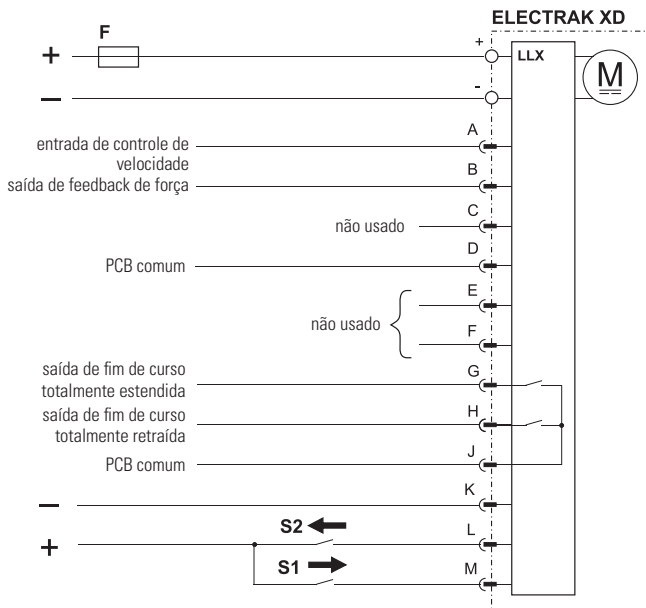 ELECTRAK XD
F
+
+
LLX
M
–
-
A
entrada de controle de
velocidade
B
saída de feedback de força
C
não usado
D
PCB comum
E
não usado
F
saída de fim de curso
totalmente estendida
G
saída de fim de curso
totalmente retraída
H
J
PCB comum
K
–
S2
L
+
S1
M